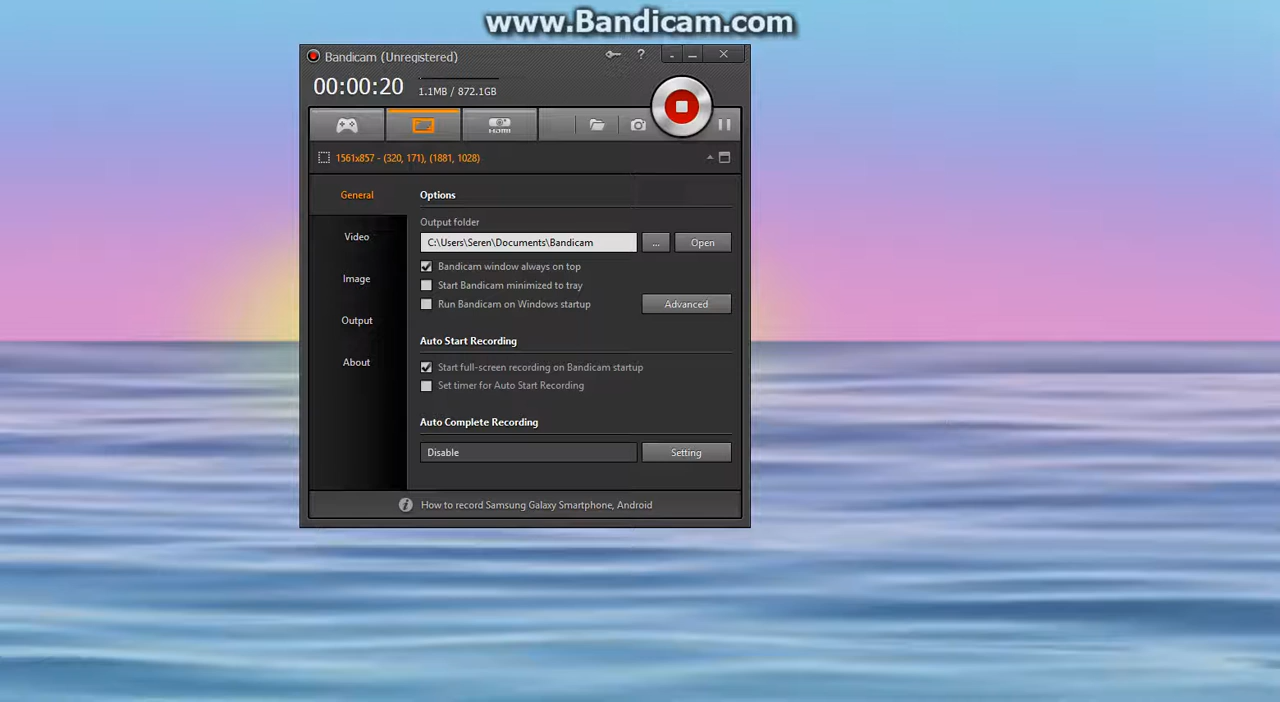 www.Bandicam.com
Bandicam (Unregistered)
?
00:00:20
1.1MB / 872.1GB
HDMI
1561x857 - (320, 171), (1881, 1028)
General
Options
Output folder
Video
C:\Users\Seren\Documents\Bandicam
...
Open
Bandicam window always on top
Image
Start Bandicam minimized to tray
Run Bandicam on Windows startup
Advanced
Output
Auto Start Recording
About
Start full-screen recording on Bandicam startup
Set timer for Auto Start Recording
Auto Complete Recording
Disable
Setting
How to record Samsung Galaxy Smartphone, Android